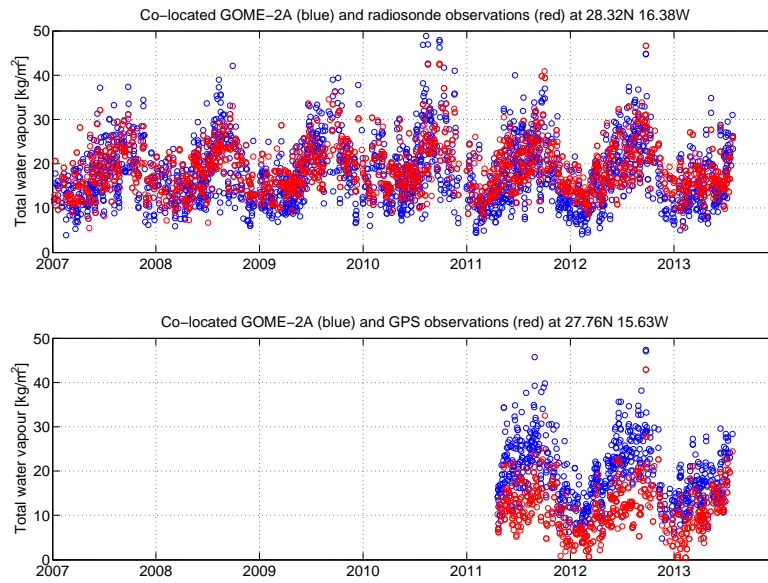 Co-located GOME-2A (blue) and radiosonde observations (red) at 28.32N 16.38W
Total water vapour [kg/m²]
50
40
30
20
10
0
2007 2008 2009 2010 2011 2012 2013
Co-located GOME-2A (blue) and GPS observations (red) at 27.76N 15.63W
Total water vapour [kg/m²]
50
40
30
20
10
0
2007 2008 2009 2010 2011 2012 2013